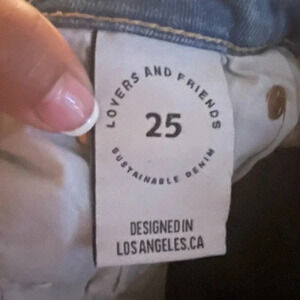 LOVERS AND FRIENDS
25
SUSTAINABLE DENIM
DESIGNED IN
LOS ANGELES.CA